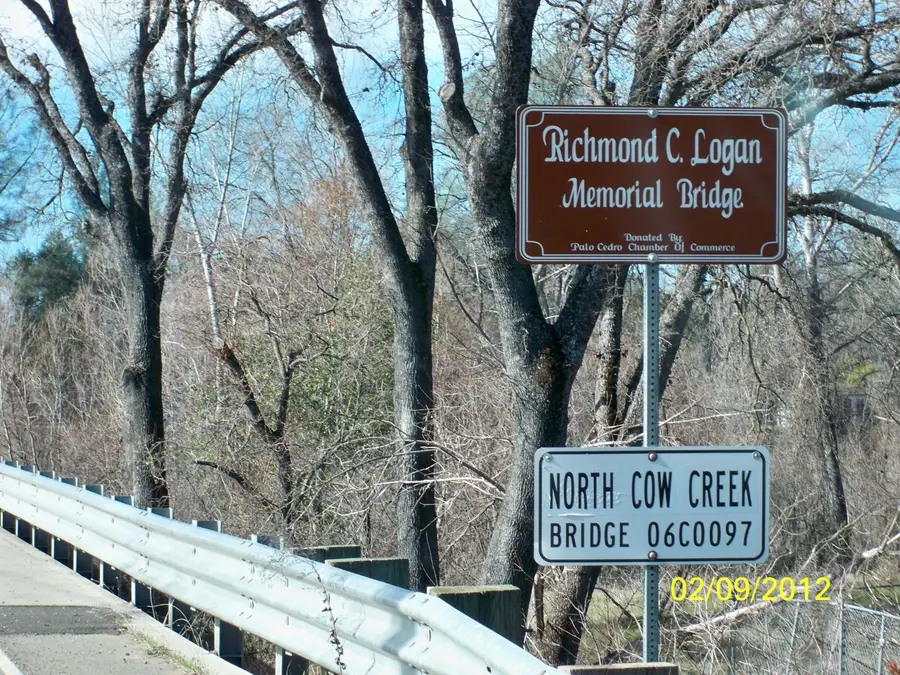 Richmond C. Logan
Memorial Bridge
Donated By
Palo Cedro Chamber Of Commerce
NORTH COW CREEK
BRIDGE 06C0097
02/09/2012